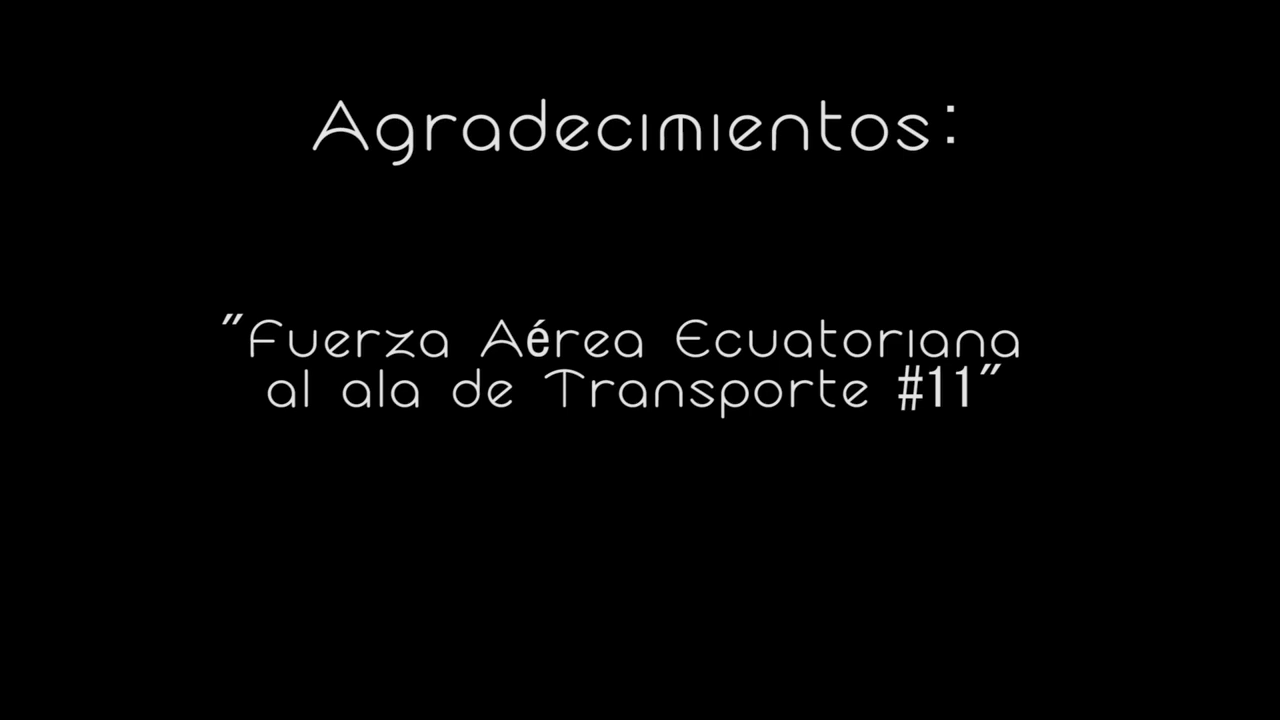 Agradecimientos:
"Fuerza Aérea Ecuatoriana
al ala de Transporte #11"